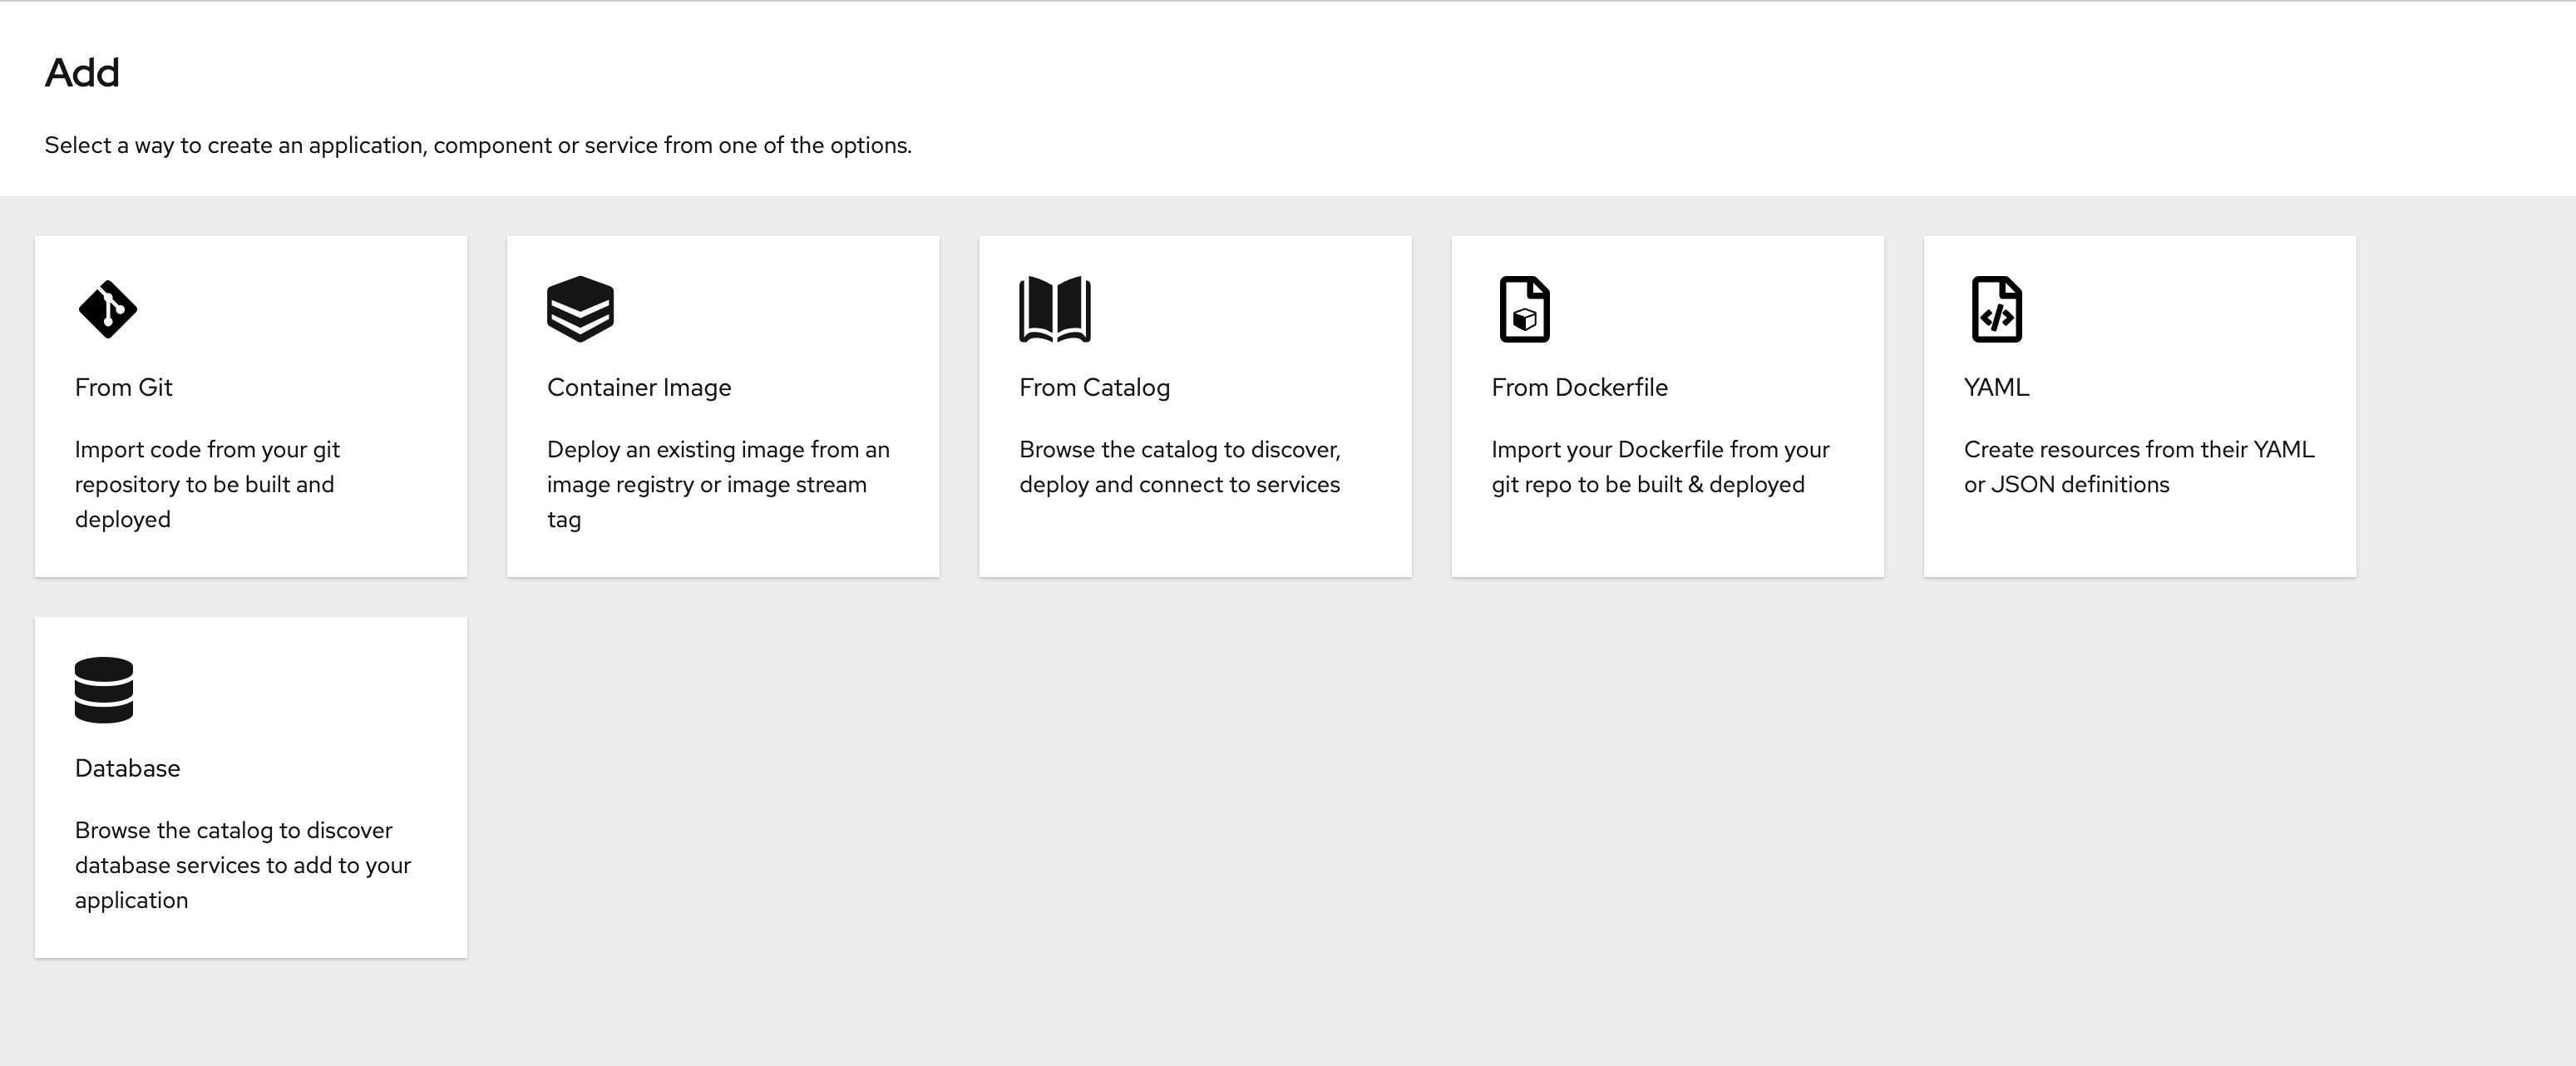 Add
Select a way to create an application, component or service from one of the options.
From Git
Import code from your git
repository to be built and
deployed
Container Image
Deploy an existing image from an
image registry or image stream
tag
From Catalog
Browse the catalog to discover,
deploy and connect to services
From Dockerfile
Import your Dockerfile from your
git repo to be built & deployed
YAML
Create resources from their YAML
or JSON definitions
Database
Browse the catalog to discover
database services to add to your
application